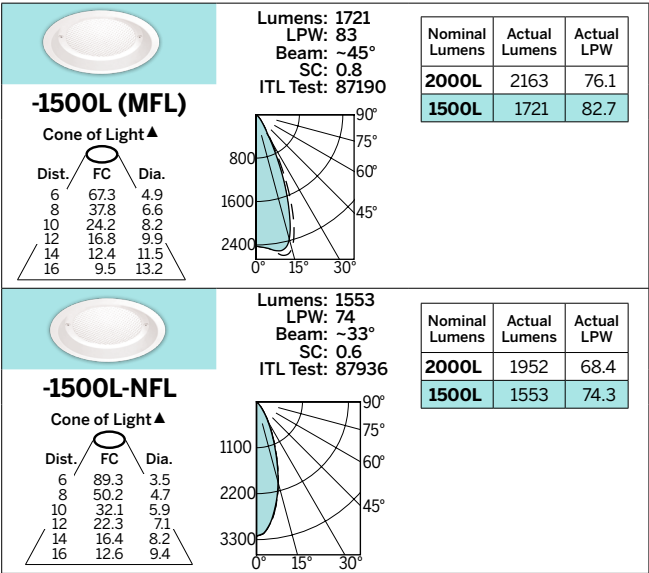 Lumens: 1721
LPW: 83
Beam: ~45°
SC: 0.8
ITL Test: 87190
-1500L (MFL)
Cone of Light▲
Dist. FC Dia.
6 67.3 4.9
8 37.8 6.6
10 24.2 8.2
12 16.8 9.9
14 12.4 11.5
16 9.5 13.2
90°
75°
60°
45°
800
1600
2400
0° 15° 30°
Nominal Lumens Actual Lumens Actual LPW
2000L 2163 76.1
1500L 1721 82.7
Lumens: 1553
LPW: 74
Beam: ~33°
SC: 0.6
ITL Test: 87936
-1500L-NFL
Cone of Light▲
Dist. FC Dia.
6 89.3 3.5
8 50.2 4.7
10 32.1 5.9
12 22.3 7.1
14 16.4 8.2
16 12.6 9.4
90°
75°
60°
45°
1100
2200
3300
0° 15° 30°
Nominal Lumens Actual Lumens Actual LPW
2000L 1952 68.4
1500L 1553 74.3